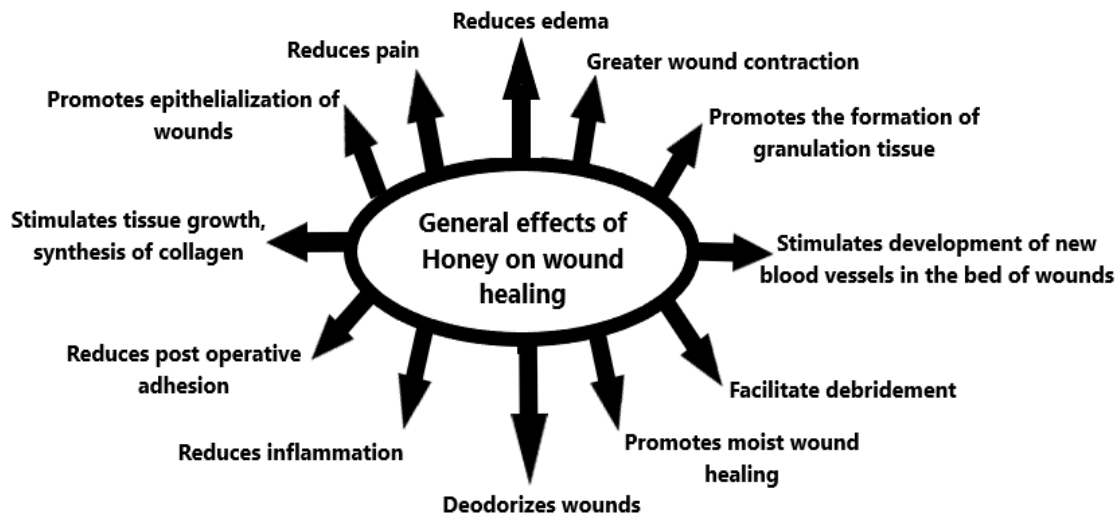 Reduces edema
Reduces pain
Greater wound contraction
Promotes epithelialization of
wounds
Promotes the formation of
granulation tissue
General effects of
Honey on wound
healing
Stimulates tissue growth,
synthesis of collagen
Stimulates development of new
blood vessels in the bed of wounds
Reduces post operative
adhesion
Facilitate debridement
Reduces inflammation
Promotes moist wound
healing
Deodorizes wounds